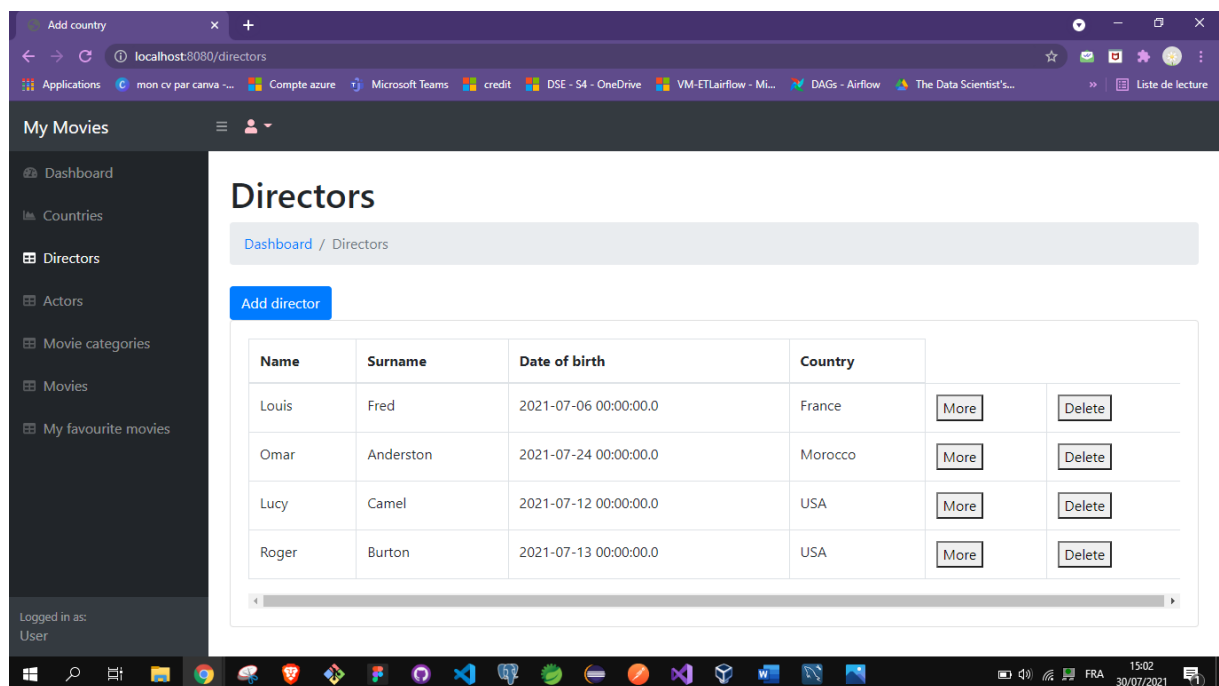 Add country
localhost:8080/directors
Applications mon cv par canva -... Compte azure Microsoft Teams credit DSE - S4 - OneDrive VM-ETLairflow - Mi... DAGs - Airflow The Data Scientist's... » Liste de lecture
My Movies
Dashboard
Countries
Directors
Actors
Movie categories
Movies
My favourite movies
Logged in as:
User
Directors
Dashboard / Directors
Add director
Name Surname Date of birth Country
Louis Fred 2021-07-06 00:00:00.0 France More Delete
Omar Anderston 2021-07-24 00:00:00.0 Morocco More Delete
Lucy Camel 2021-07-12 00:00:00.0 USA More Delete
Roger Burton 2021-07-13 00:00:00.0 USA More Delete
FRA
15:02
30/07/2021